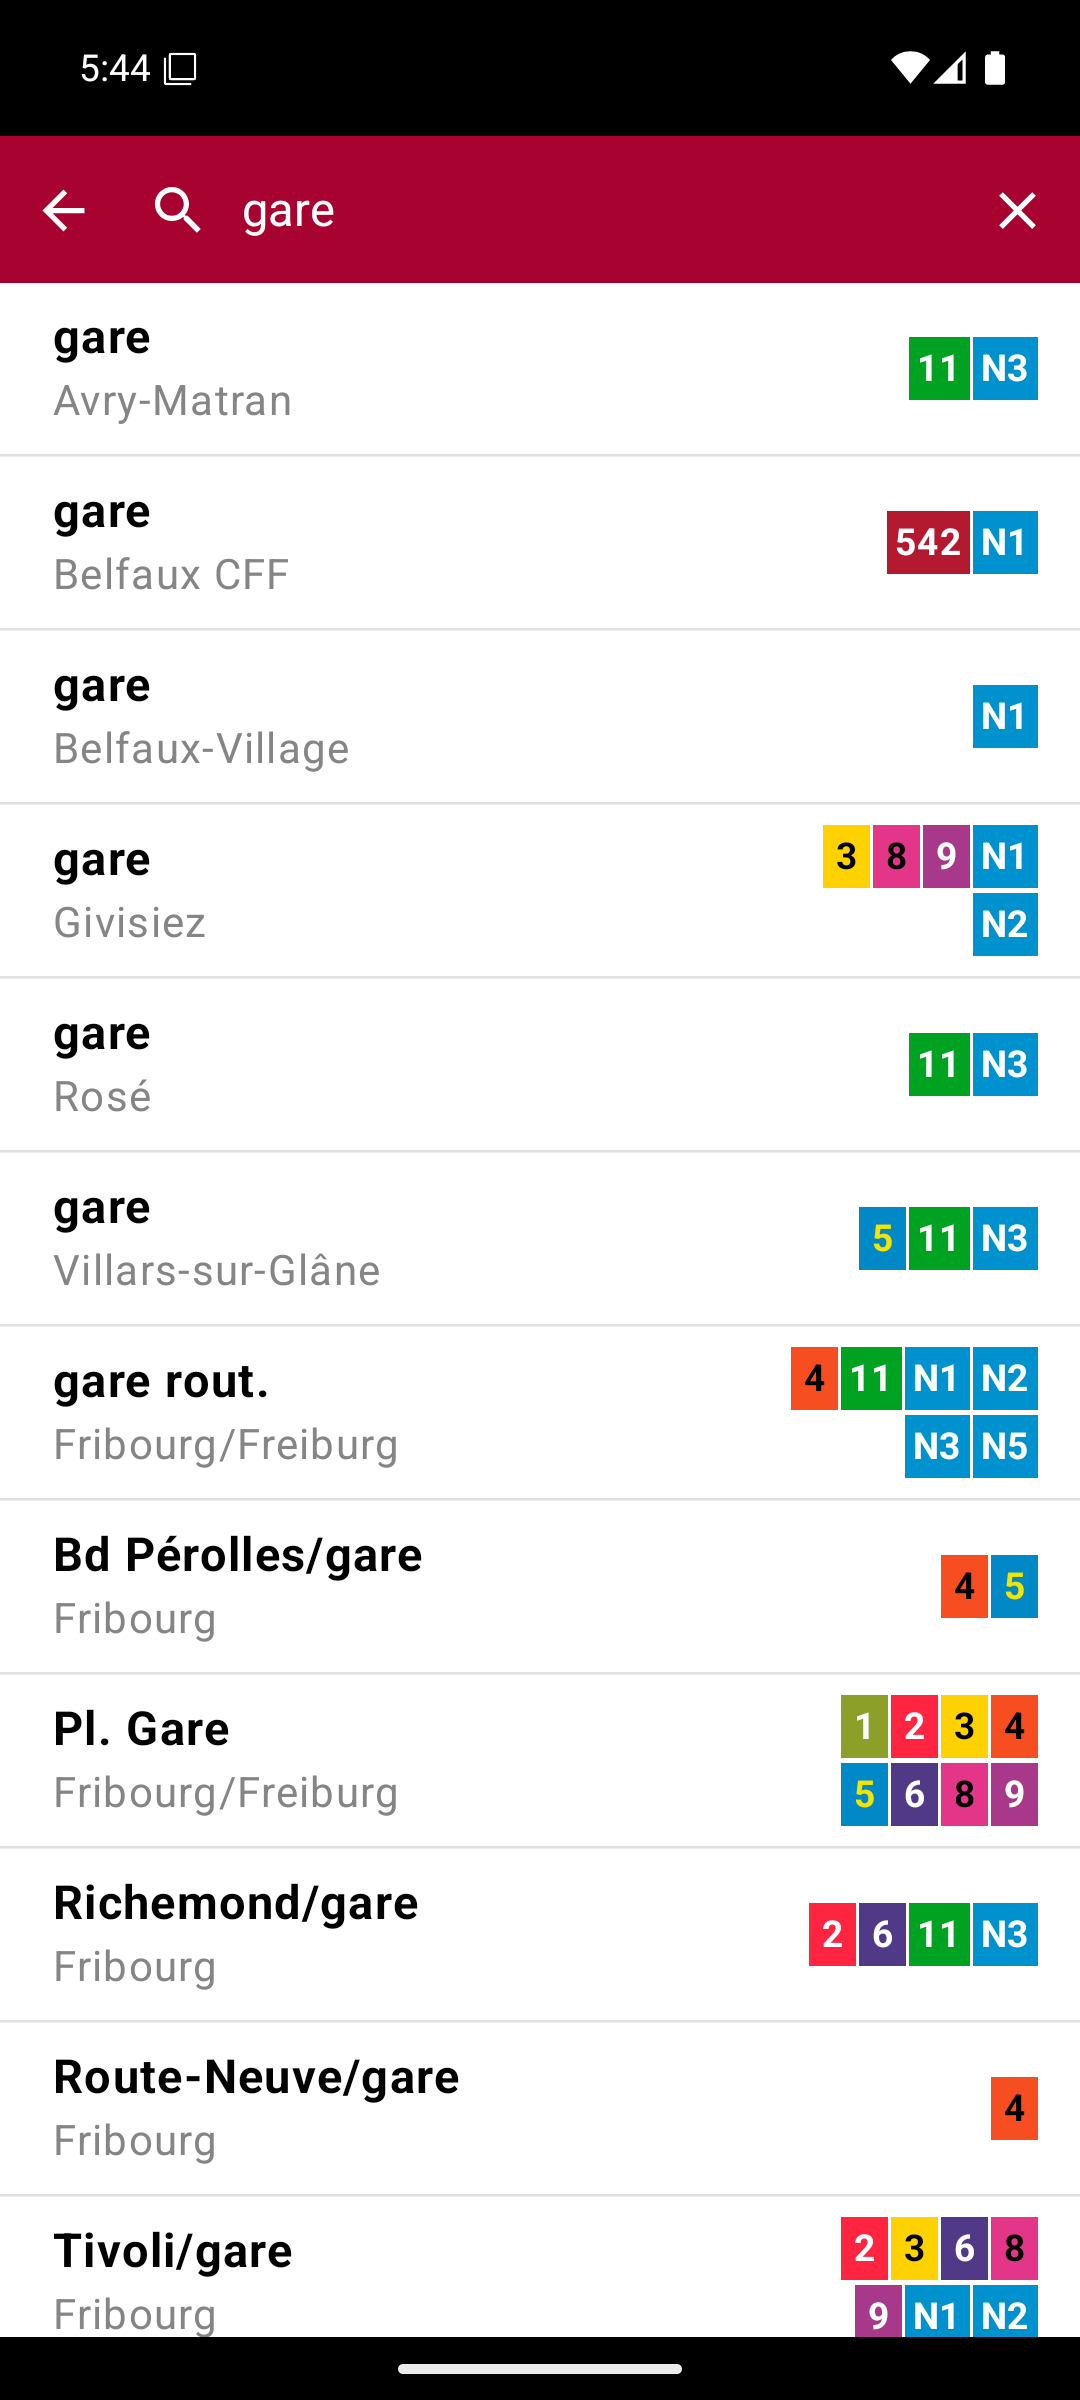 5:44
gare
gare
Avry-Matran
11 N3
gare
Belfaux CFF
542 N1
gare
Belfaux-Village
N1
gare
Givisiez
3 8 9 N1
N2
gare
Rosé
11 N3
gare
Villars-sur-Glâne
5 11 N3
gare rout.
Fribourg/Freiburg
4 11 N1 N2
N3 N5
Bd Pérolles/gare
Fribourg
4 5
Pl. Gare
Fribourg/Freiburg
1 2 3 4
5 6 8 9
Richemond/gare
Fribourg
2 6 11 N3
Route-Neuve/gare
Fribourg
4
Tivoli/gare
Fribourg
2 3 6 8
9 N1 N2